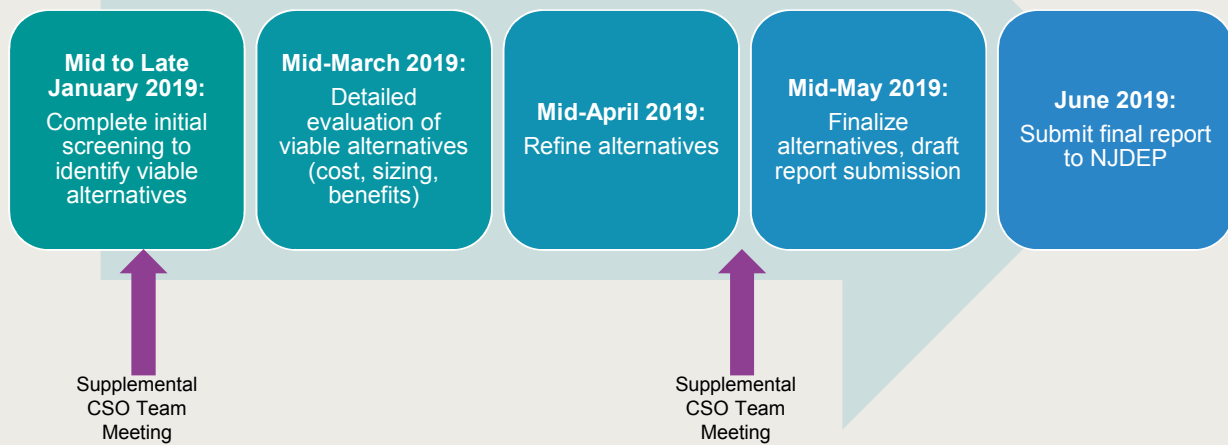 Mid to Late
January 2019:
Complete initial
screening to
identify viable
alternatives
Mid-March 2019:
Detailed
evaluation of
viable alternatives
(cost, sizing,
benefits)
Mid-April 2019:
Refine alternatives
Mid-May 2019:
Finalize
alternatives, draft
report submission
June 2019:
Submit final report
to NJDEP
Supplemental
CSO Team
Meeting
Supplemental
CSO Team
Meeting